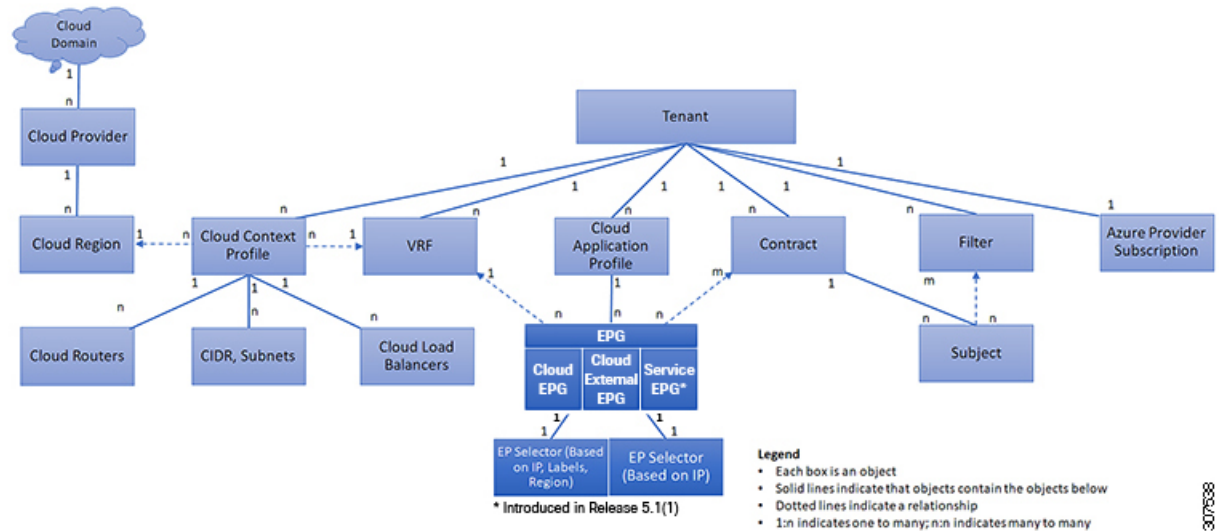 Cloud
Domain
1
n
Cloud Provider
1
n
Cloud Region
Tenant
1
1
1
1
1
1
1
n
n
n
n
n
1
1
n
Cloud Context
Profile
n
1
VRF
Cloud
Application
Profile
Contract
Filter
Azure Provider
Subscription
1
1
1
n
n
n
Cloud Routers
CIDR, Subnets
Cloud Load
Balancers
1
1
m
n
n
n
1
m
n
n
Subject
EPG
Cloud
EPG
Cloud
External
EPG
Service
EPG*
1
1
1
1
EP Selector (Based
on IP, Labels,
Region)
EP Selector
(Based on IP)
* Introduced in Release 5.1(1)
Legend
• Each box is an object
• Solid lines indicate that objects contain the objects below
• Dotted lines indicate a relationship
• 1:n indicates one to many; n:n indicates many to many
307538